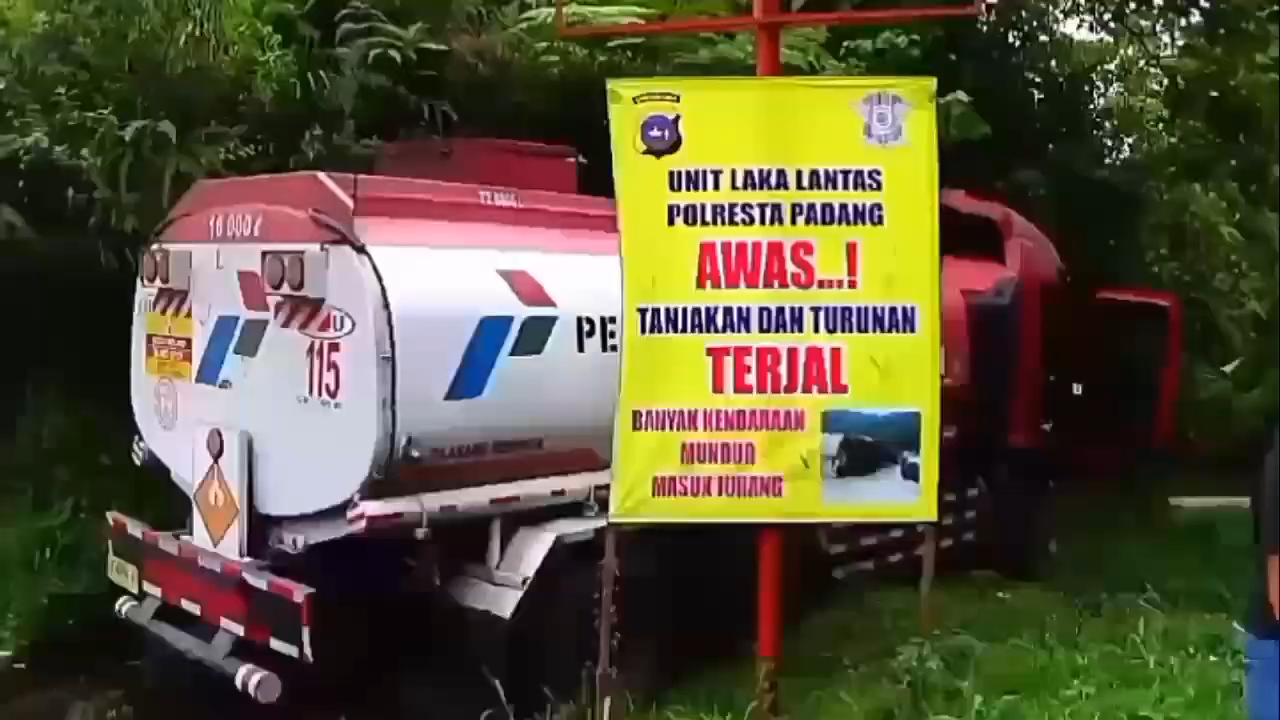 16 000 ℓ
115
PE
UNIT LAKA LANTAS
POLRESTA PADANG
AWAS...!
TANJAKAN DAN TURUNAN
TERJAL
BANYAK KENDARAAN
MUNDUR
MASUK JURANG